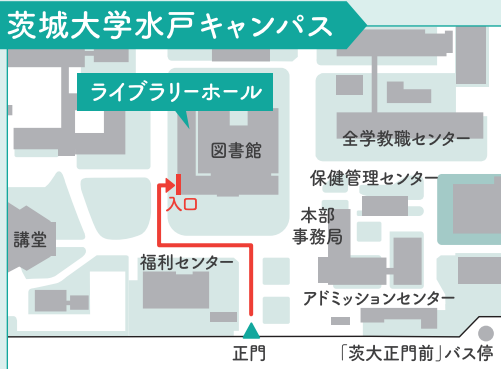 茨城大学水戸キャンパス
ライブラリーホール
図書館
全学教職センター
保健管理センター
入口
本部
事務局
講堂
福利センター
アドミッションセンター
正門
「茨大正門前」バス停